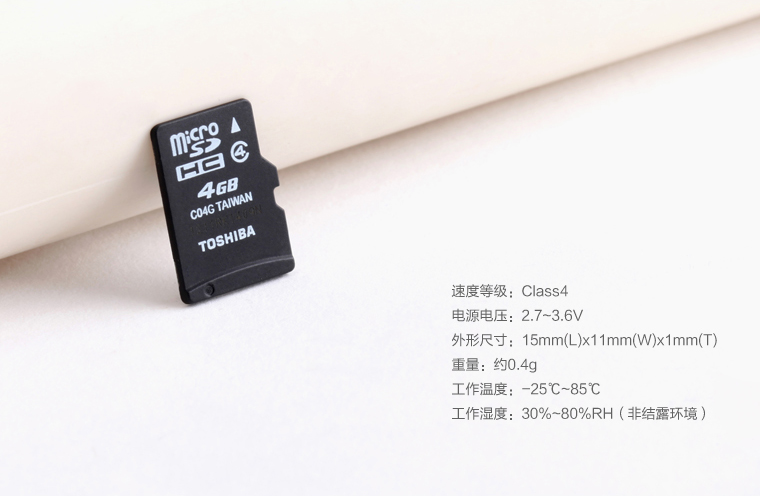 micro
SD
HC
4
4GB
C04G TAIWAN
TOSHIBA
速度等级：Class4
电源电压：2.7~3.6V
外形尺寸：15mm(L)x11mm(W)x1mm(T)
重量：约0.4g
工作温度：-25℃~85℃
工作湿度：30%~80%RH（非结露环境）